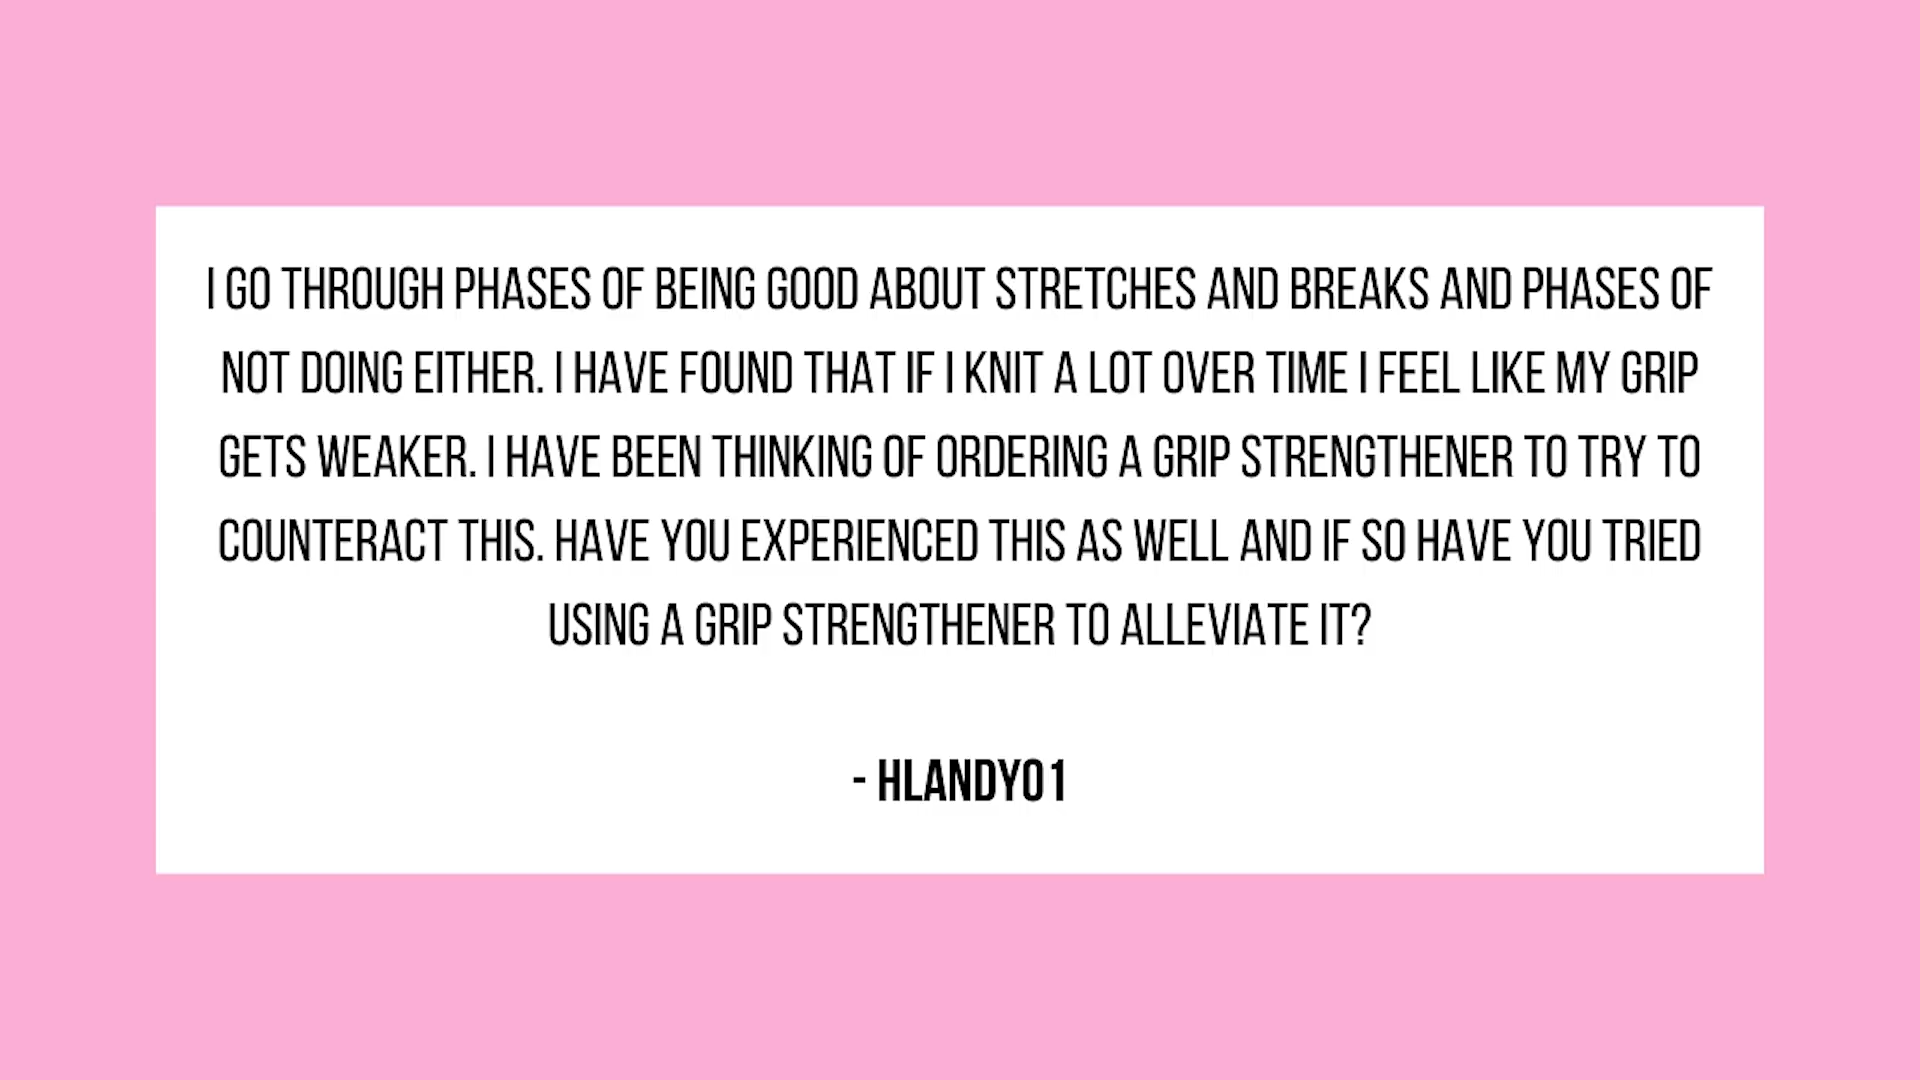 I GO THROUGH PHASES OF BEING GOOD ABOUT STRETCHES AND BREAKS AND PHASES OF
NOT DOING EITHER. I HAVE FOUND THAT IF I KNIT A LOT OVER TIME I FEEL LIKE MY GRIP
GETS WEAKER. I HAVE BEEN THINKING OF ORDERING A GRIP STRENGTHENER TO TRY TO
COUNTERACT THIS. HAVE YOU EXPERIENCED THIS AS WELL AND IF SO HAVE YOU TRIED
USING A GRIP STRENGTHENER TO ALLEVIATE IT?
- HLANDY01